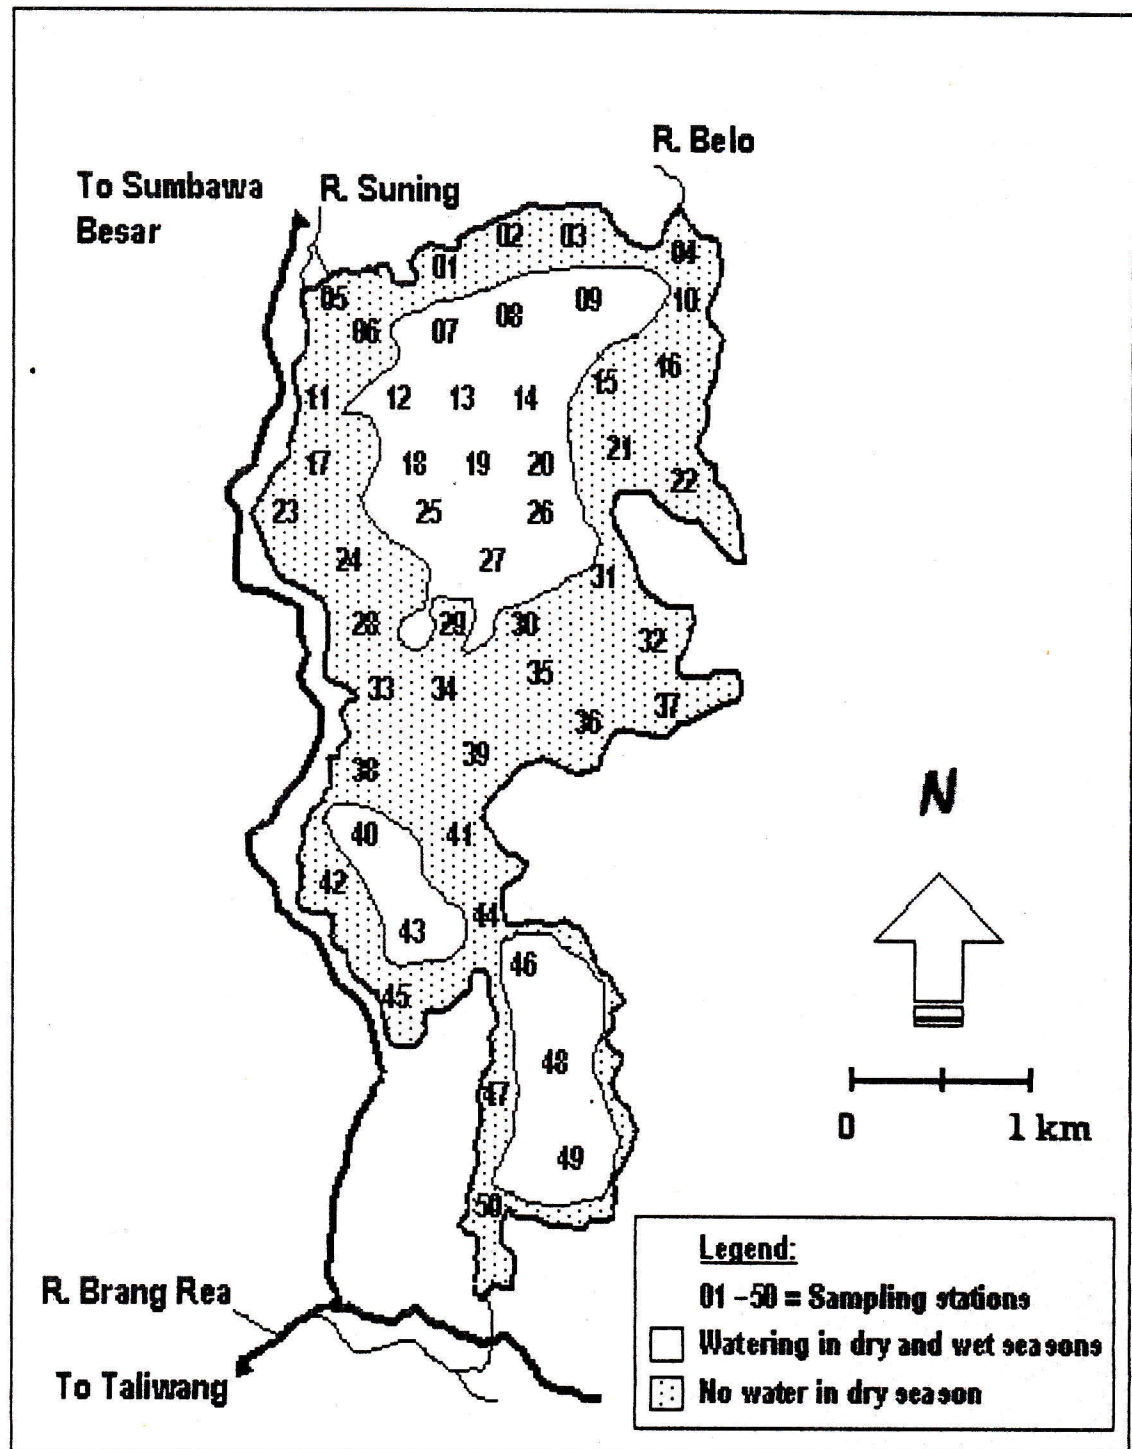 R. Belo
To Sumbawa
Besar
R. Suning
02 03
01 04
05 09 10
06 07 08
16
15
11 12 13 14
21
17 18 19 20
22
23 25 26
24 27
31
28 29 30
32
35
33 34
37
36
39
38
N
40 41
42
44
43
46
45
48
47
0 1 km
49
50
Legend:
01 –50 = Sampling stations
R. Brang Rea
Watering in dry and wet seasons
To Taliwang
No water in dry season